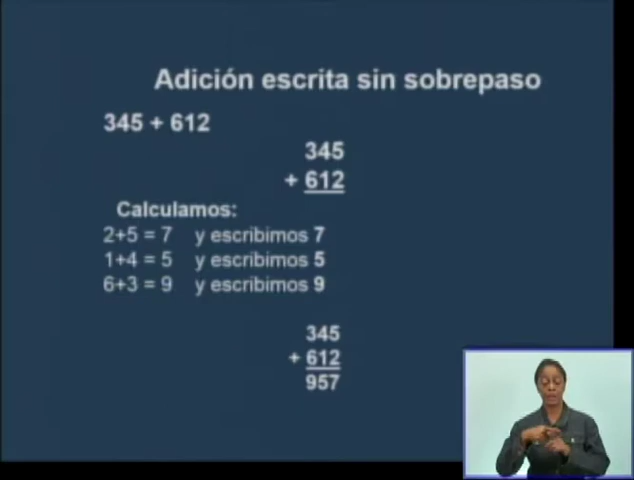 Adición escrita sin sobrepaso
345 + 612
345
+ 612
Calculamos:
2+5 = 7 y escribimos 7
1+4 = 5 y escribimos 5
6+3 = 9 y escribimos 9
345
+ 612
957